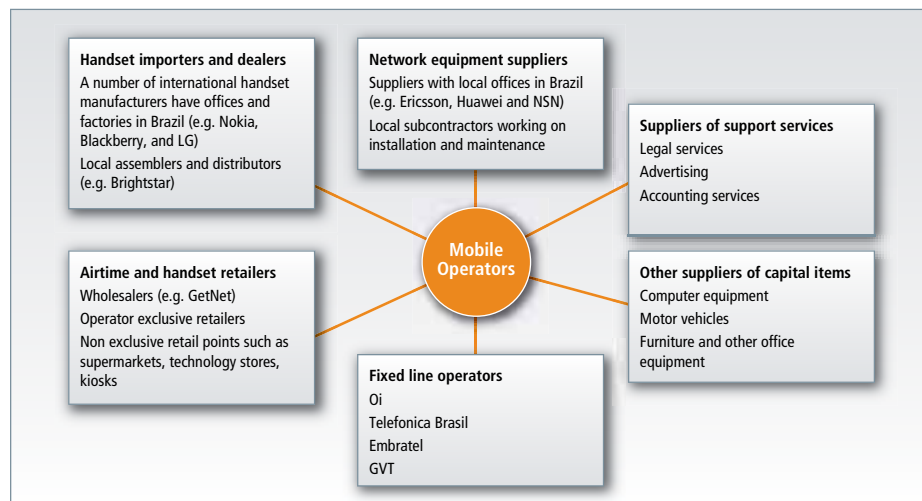 Handset importers and dealers
A number of international handset
manufacturers have offices and
factories in Brazil (e.g. Nokia,
Blackberry, and LG)
Local assemblers and distributors
(e.g. Brightstar)
Network equipment suppliers
Suppliers with local offices in Brazil
(e.g. Ericsson, Huawei and NSN)
Local subcontractors working on
installation and maintenance
Suppliers of support services
Legal services
Advertising
Accounting services
Mobile
Operators
Airtime and handset retailers
Wholesalers (e.g. GetNet)
Operator exclusive retailers
Non exclusive retail points such as
supermarkets, technology stores,
kiosks
Other suppliers of capital items
Computer equipment
Motor vehicles
Furniture and other office
equipment
Fixed line operators
Oi
Telefonica Brasil
Embratel
GVT